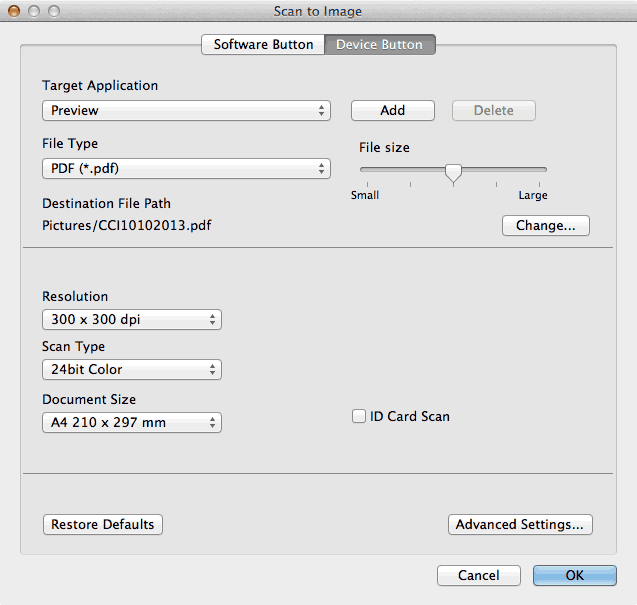 Scan to Image
Software Button
Device Button
Target Application
Preview
Add
Delete
File Type
File size
PDF (*.pdf)
Small
Large
Destination File Path
Pictures/CCI10102013.pdf
Change...
Resolution
300 x 300 dpi
Scan Type
24bit Color
Document Size
A4 210 x 297 mm
ID Card Scan
Restore Defaults
Advanced Settings...
Cancel
OK